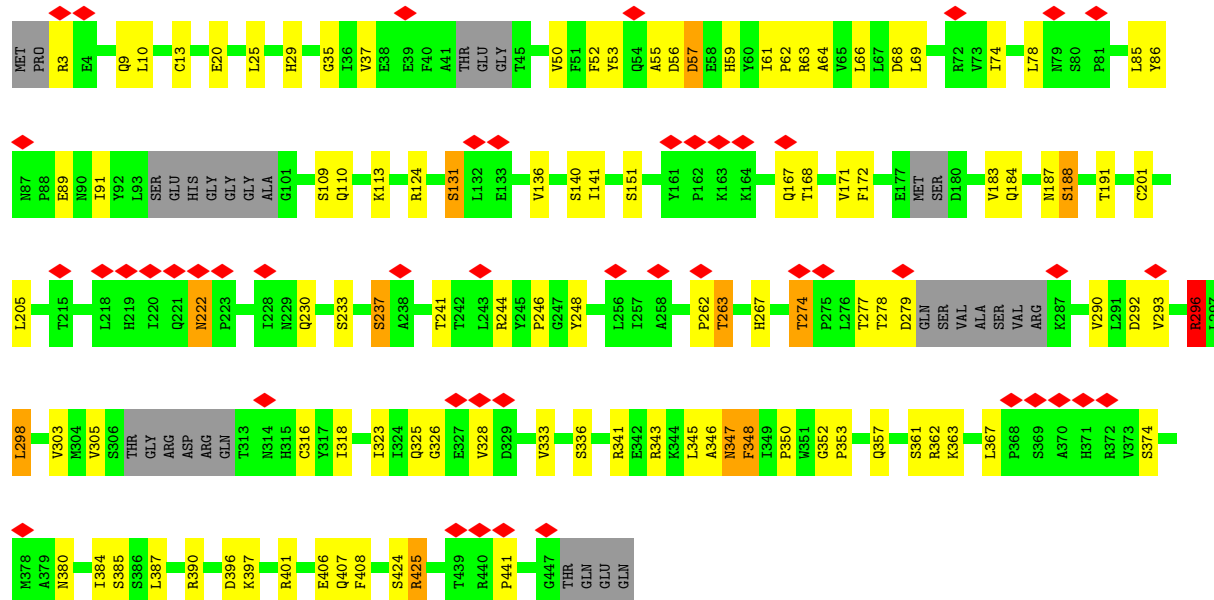 MET PRO R3 E4 Q9 L10 C13 E20 L25 H29 G35 I36 V37 E38 E39 F40 A41 THR GLU GLY T45 V50 F51 F52 Y53 Q54 A55 D56 D57 E58 H59 Y60 I61 P62 R63 A64 V65 L66 L67 D68 L69 R72 V73 I74 L78 N79 S80 P81 L85 Y86
N87 P88 E89 N90 I91 Y92 L93 SER GLU HIS GLY GLY GLY ALA G101 S109 Q110 K113 R124 S131 L132 E133 V136 S140 I141 S151 Y161 P162 K163 K164 Q167 T168 V171 F172 E177 MET SER D180 V183 Q184 N187 S188 T191 C201
L205 T215 L218 H219 I220 Q221 N222 P223 I228 N229 Q230 S233 S237 A238 T241 T242 L243 R244 Y245 P246 G247 Y248 L256 I257 A258 P262 T263 H267 T274 P275 L276 T277 T278 D279 GLN SER VAL ALA SER VAL ARG K287 V290 L291 D292 V293 R296 L297
L298 V303 M304 V305 S306 THR GLY ARG ASP ARG GLN T313 N314 H315 C316 Y317 I318 I323 I324 Q325 G326 E327 V328 D329 V333 S336 R341 E342 R343 K344 L345 A346 N347 F348 I349 P350 W351 G352 P353 Q357 S361 R362 K363 L367 P368 S369 A370 H371 R372 V373 S374
M378 A379 N380 I384 S385 S386 L387 R390 D396 K397 R401 E406 Q407 F408 S424 R425 T439 R440 P441 G447 THR GLN GLU GLN